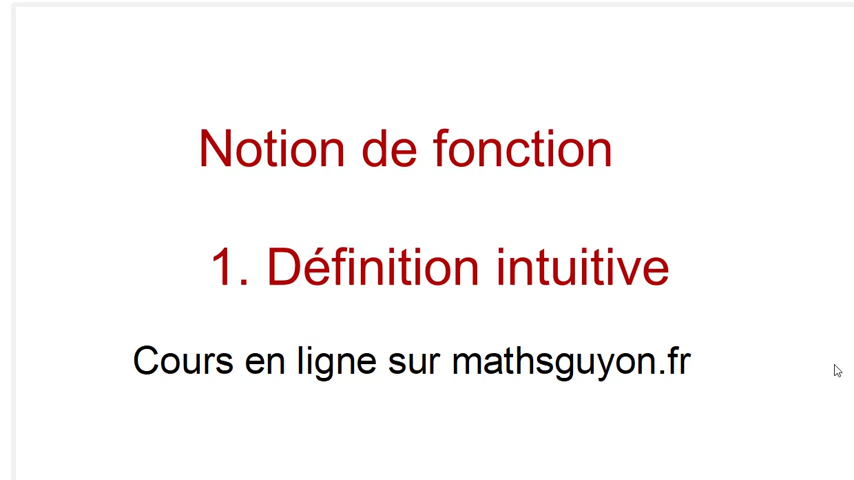 Notion de fonction
1. Définition intuitive
Cours en ligne sur mathsguyon.fr